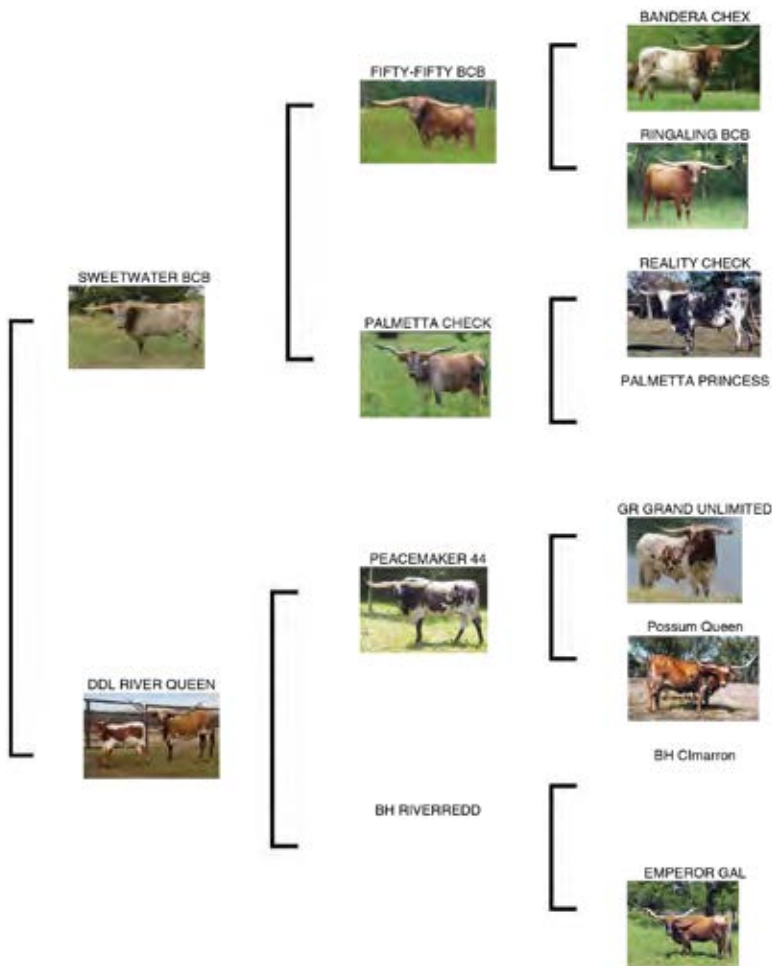 BANDERA CHEX
FIFTY-FIFTY BCB
RINGALING BCB
SWEETWATER BCB
REALITY CHECK
PALMETTA CHECK
PALMETTA PRINCESS
GR GRAND UNLIMITED
PEACEMAKER 44
Possum Queen
DDL RIVER QUEEN
BH CImarron
BH RIVERREDD
EMPEROR GAL